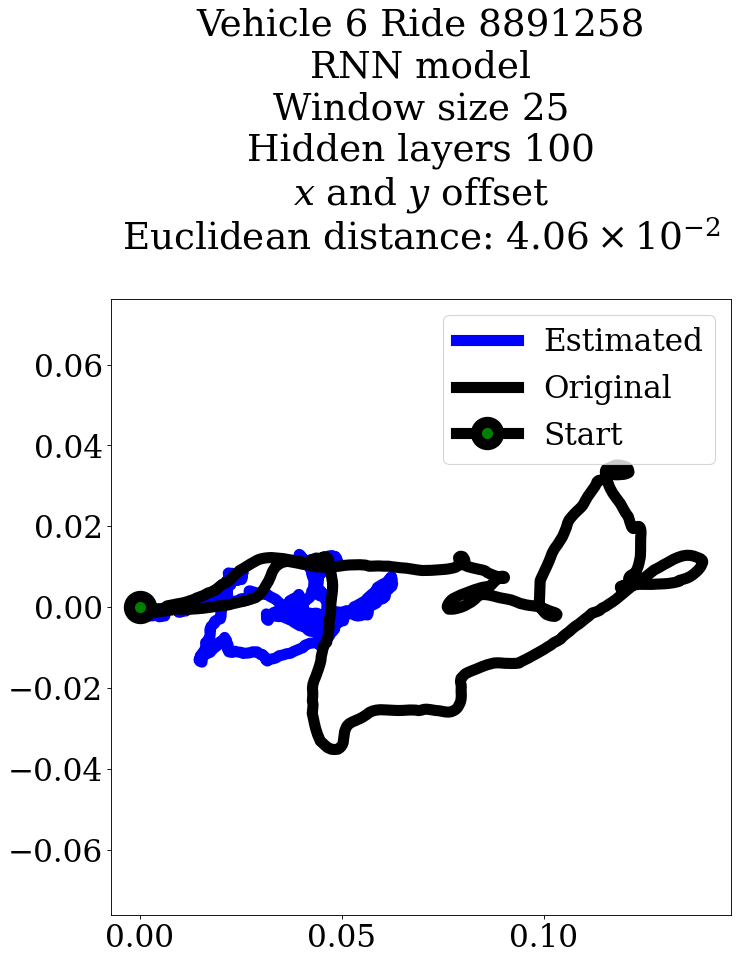 Vehicle 6 Ride 8891258
RNN model
Window size 25
Hidden layers 100
x and y offset
Euclidean distance: 4.06 × 10⁻²
Estimated
Original
Start
0.06
0.04
0.02
0.00
−0.02
−0.04
−0.06
0.00 0.05 0.10